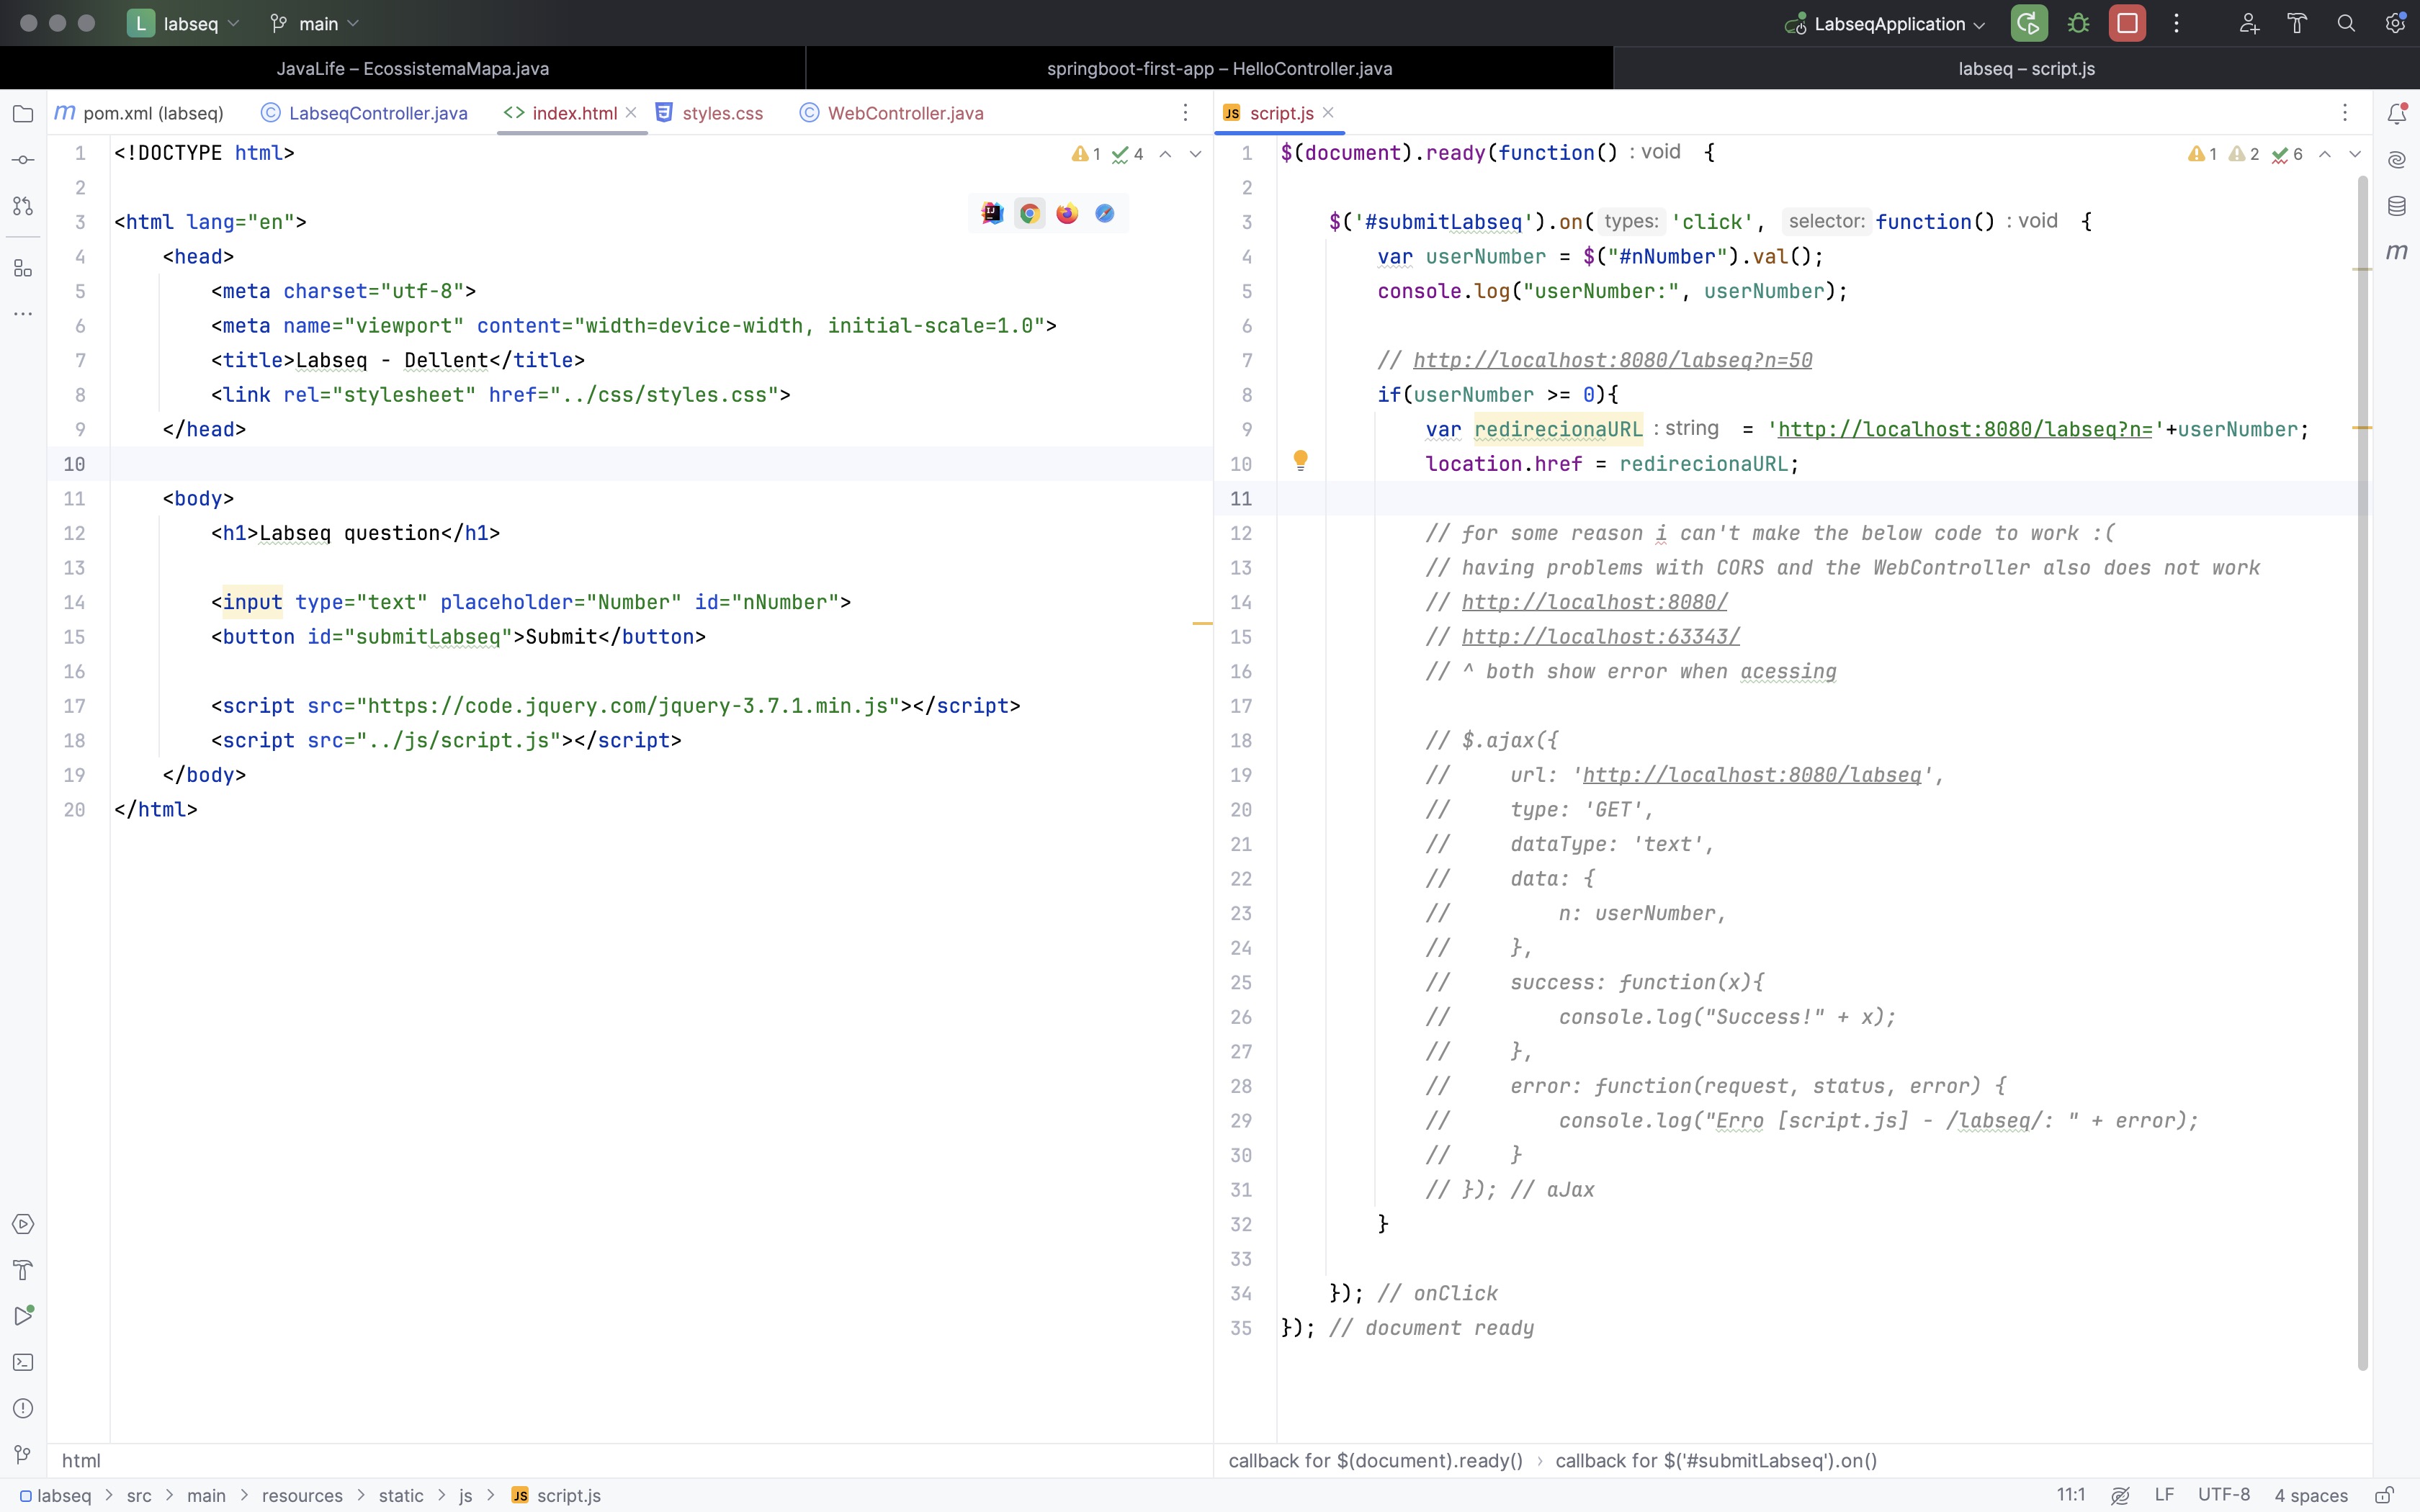 L labseq main LabseqApplication
JavaLife – EcossistemaMapa.java springboot-first-app – HelloController.java labseq – script.js
m pom.xml (labseq) LabseqController.java index.html styles.css WebController.java
1 <!DOCTYPE html>
2
3 <html lang="en">
4 <head>
5 <meta charset="utf-8">
6 <meta name="viewport" content="width=device-width, initial-scale=1.0">
7 <title>Labseq - Dellent</title>
8 <link rel="stylesheet" href="../css/styles.css">
9 </head>
10
11 <body>
12 <h1>Labseq question</h1>
13
14 <input type="text" placeholder="Number" id="nNumber">
15 <button id="submitLabseq">Submit</button>
16
17 <script src="https://code.jquery.com/jquery-3.7.1.min.js"></script>
18 <script src="../js/script.js"></script>
19 </body>
20 </html>
1 4
html
JS script.js
1 $(document).ready(function() : void {
2
3 $('#submitLabseq').on( types: 'click', selector: function() : void {
4 var userNumber = $("#nNumber").val();
5 console.log("userNumber:", userNumber);
6
7 // http://localhost:8080/labseq?n=50
8 if(userNumber >= 0){
9 var redirecionaURL : string = 'http://localhost:8080/labseq?n='+userNumber;
10 location.href = redirecionaURL;
11
12 // for some reason i can't make the below code to work :(
13 // having problems with CORS and the WebController also does not work
14 // http://localhost:8080/
15 // http://localhost:63343/
16 // ^ both show error when acessing
17
18 // $.ajax({
19 // url: 'http://localhost:8080/labseq',
20 // type: 'GET',
21 // dataType: 'text',
22 // data: {
23 // n: userNumber,
24 // },
25 // success: function(x){
26 // console.log("Success!" + x);
27 // },
28 // error: function(request, status, error) {
29 // console.log("Erro [script.js] - /labseq/: " + error);
30 // }
31 // }); // aJax
32 }
33
34 }); // onClick
35 }); // document ready
1 2 6
m
callback for $(document).ready() › callback for $('#submitLabseq').on()
labseq > src > main > resources > static > js > JS script.js 11:1 LF UTF-8 4 spaces